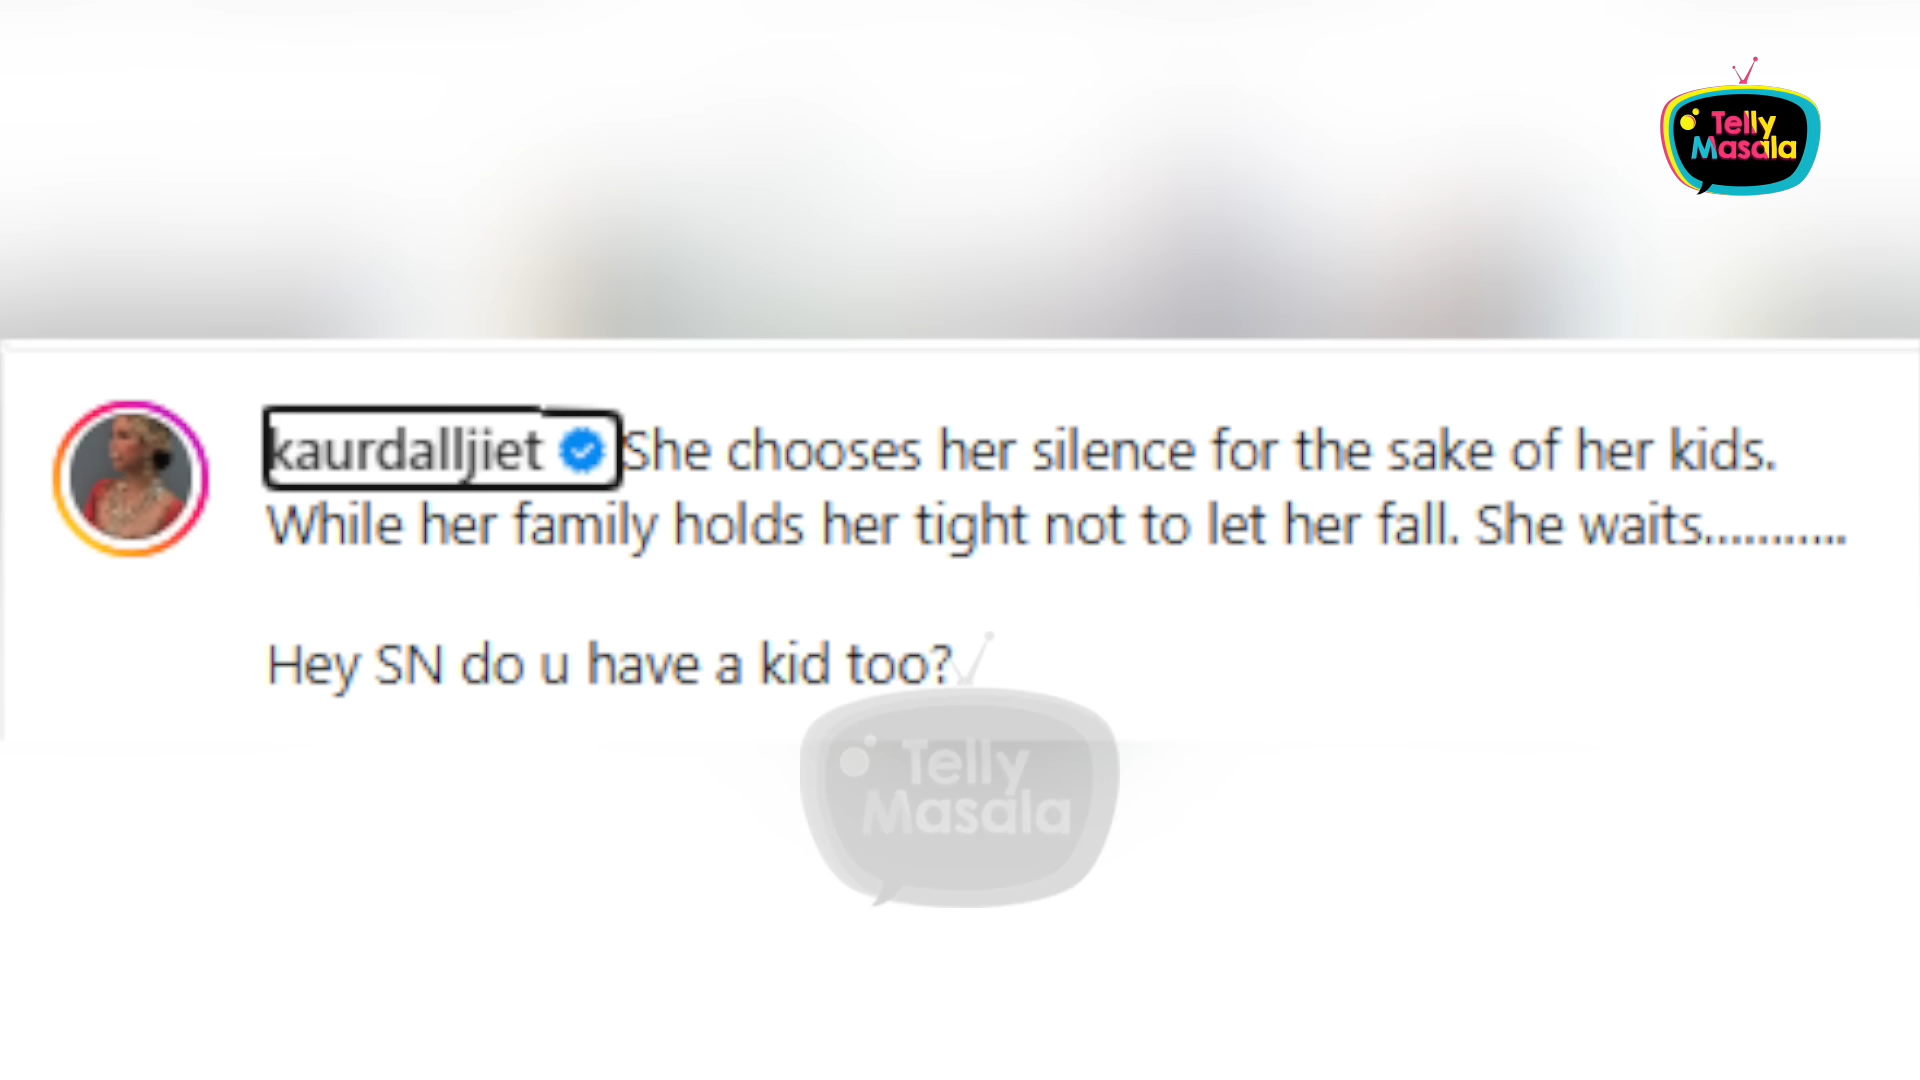 Telly
Masala
kaurdalljiet She chooses her silence for the sake of her kids.
While her family holds her tight not to let her fall. She waits...........
Hey SN do u have a kid too?
Telly
Masala